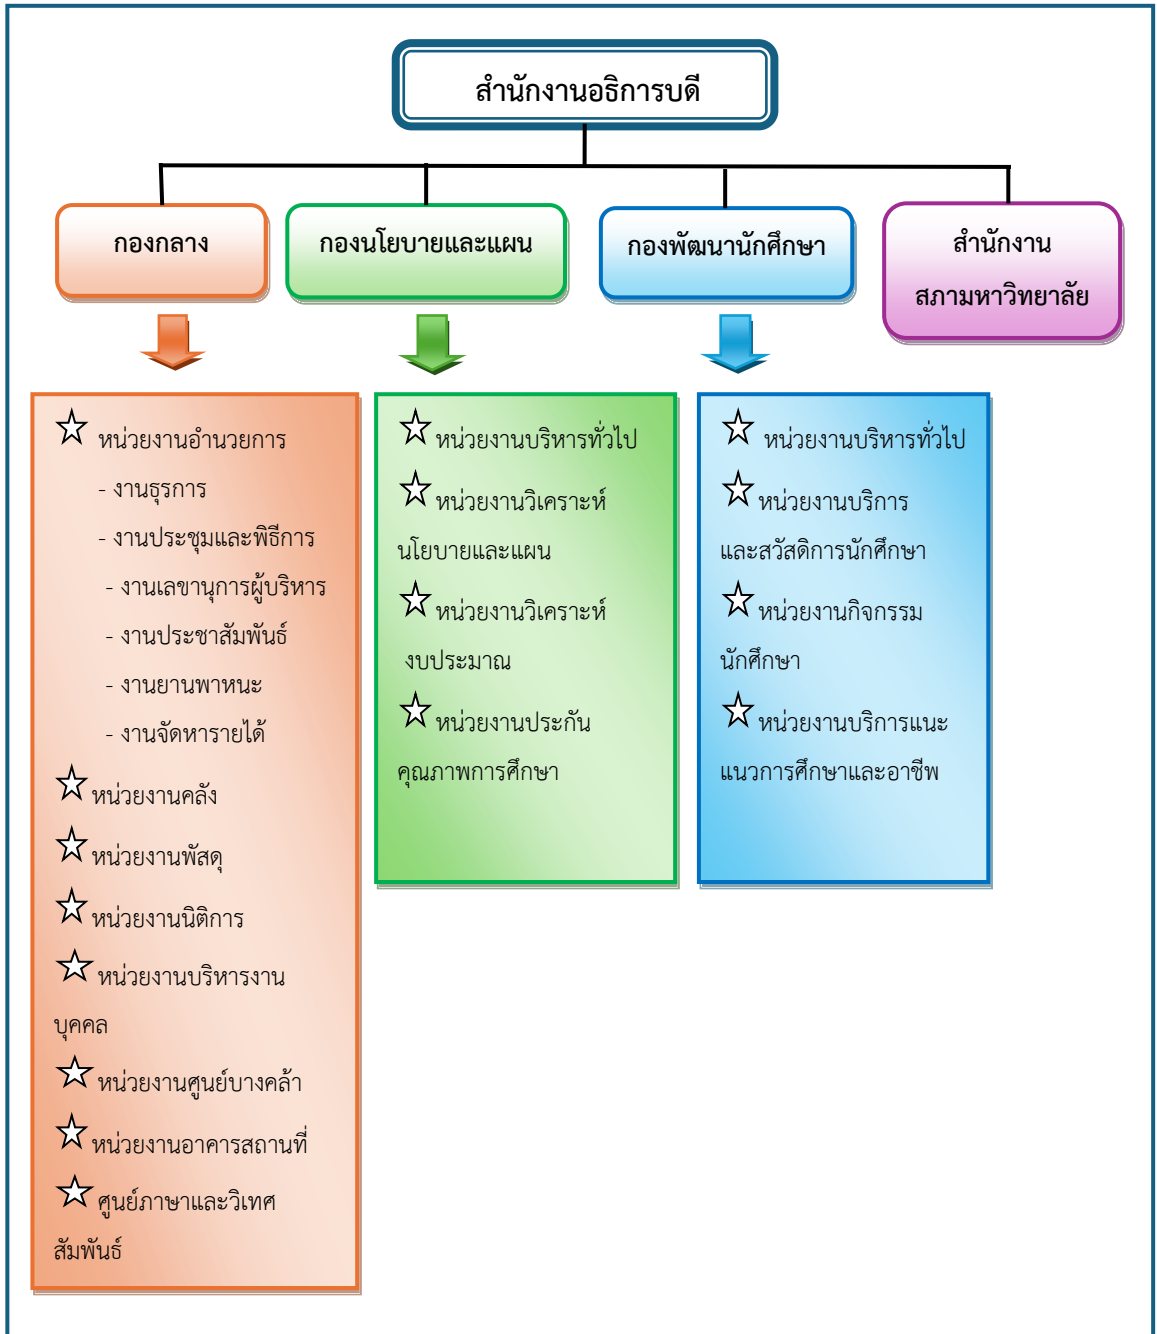 สำนักงานอธิการบดี
กองกลาง
กองนโยบายและแผน
กองพัฒนานักศึกษา
สำนักงาน
สภามหาวิทยาลัย
หน่วยงานอำนวยการ
- งานธุรการ
- งานประชุมและพิธีการ
- งานเลขานุการผู้บริหาร
- งานประชาสัมพันธ์
- งานยานพาหนะ
- งานจัดหารายได้
หน่วยงานคลัง
หน่วยงานพัสดุ
หน่วยงานนิติการ
หน่วยงานบริหารงาน
บุคคล
หน่วยงานศูนย์บางคล้า
หน่วยงานอาคารสถานที่
ศูนย์ภาษาและวิเทศ
สัมพันธ์
หน่วยงานบริหารทั่วไป
หน่วยงานวิเคราะห์
นโยบายและแผน
หน่วยงานวิเคราะห์
งบประมาณ
หน่วยงานประกัน
คุณภาพการศึกษา
หน่วยงานบริหารทั่วไป
หน่วยงานบริการ
และสวัสดิการนักศึกษา
หน่วยงานกิจกรรม
นักศึกษา
หน่วยงานบริการแนะ
แนวการศึกษาและอาชีพ